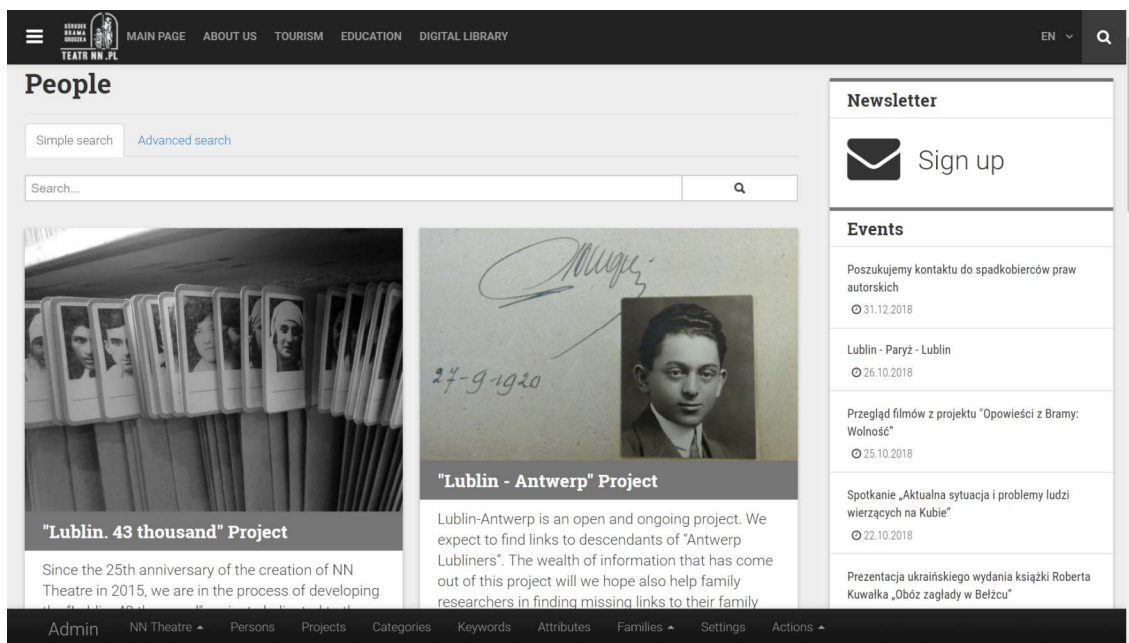 OŚRODEK
BRAMA
GRODZKA
TEATR NN .PL
MAIN PAGE ABOUT US TOURISM EDUCATION DIGITAL LIBRARY
EN
People
Simple search Advanced search
Search...
"Lublin. 43 thousand" Project
Since the 25th anniversary of the creation of NN
Theatre in 2015, we are in the process of developing
27-9-1920
"Lublin - Antwerp" Project
Lublin-Antwerp is an open and ongoing project. We
expect to find links to descendants of “Antwerp
Lubliners”. The wealth of information that has come
out of this project will we hope also help family
researchers in finding missing links to their family
Newsletter
Sign up
Events
Poszukujemy kontaktu do spadkobierców praw
autorskich
31.12.2018
Lublin - Paryż - Lublin
26.10.2018
Przegląd filmów z projektu "Opowieści z Bramy:
Wolność”
25.10.2018
Spotkanie „Aktualna sytuacja i problemy ludzi
wierzących na Kubie”
22.10.2018
Prezentacja ukraińskiego wydania książki Roberta
Kuwałka „Obóz zagłady w Bełżcu”
Admin NN Theatre Persons Projects Categories Keywords Attributes Families Settings Actions